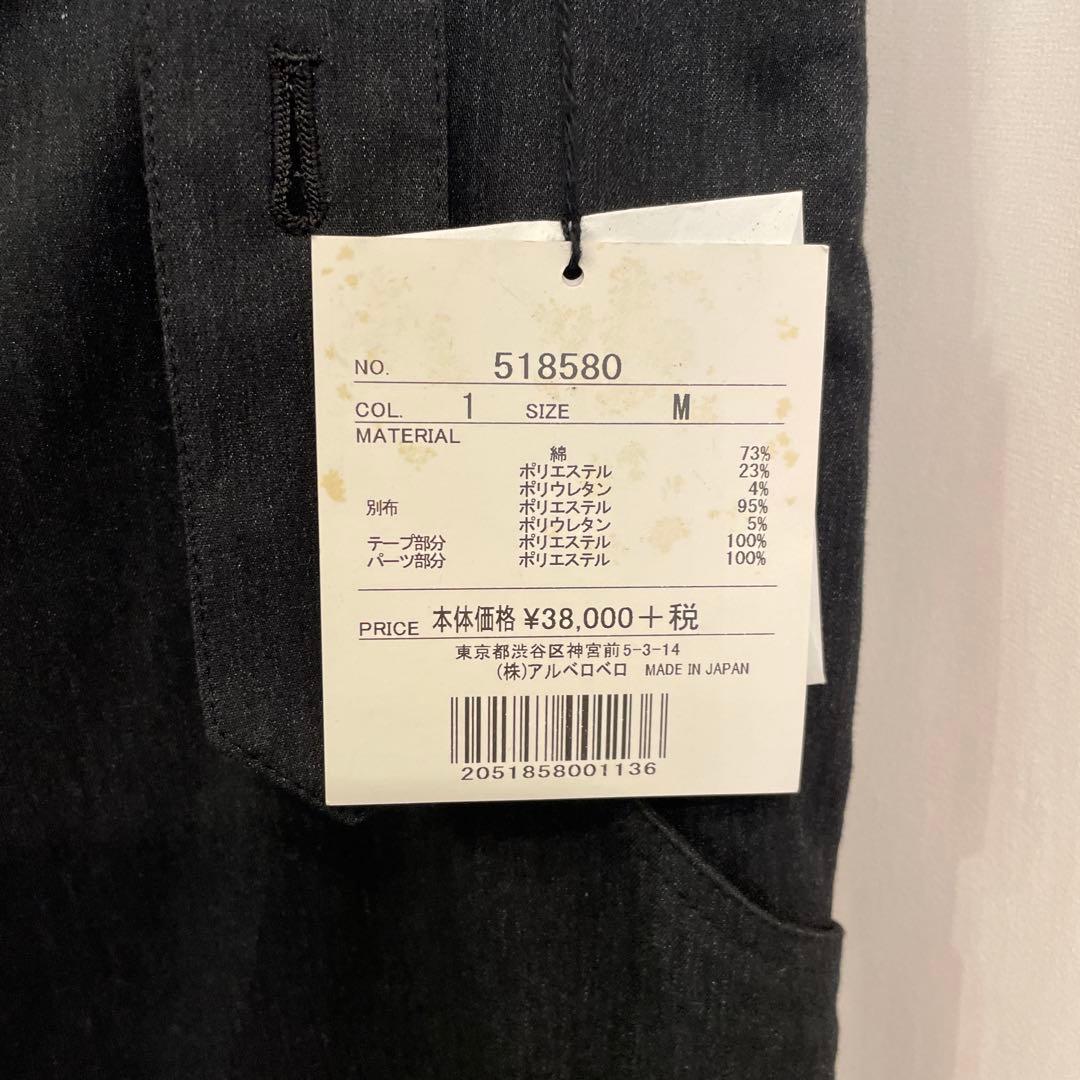 NO. 518580
COL. 1 SIZE M
MATERIAL
綿 73%
ポリエステル 23%
ポリウレタン 4%
別布 ポリエステル 95%
ポリウレタン 5%
テープ部分 ポリエステル 100%
パーツ部分 ポリエステル 100%
PRICE 本体価格 ¥38,000+税
東京都渋谷区神宮前5-3-14
(株)アルベロベロ MADE IN JAPAN
2051858001136